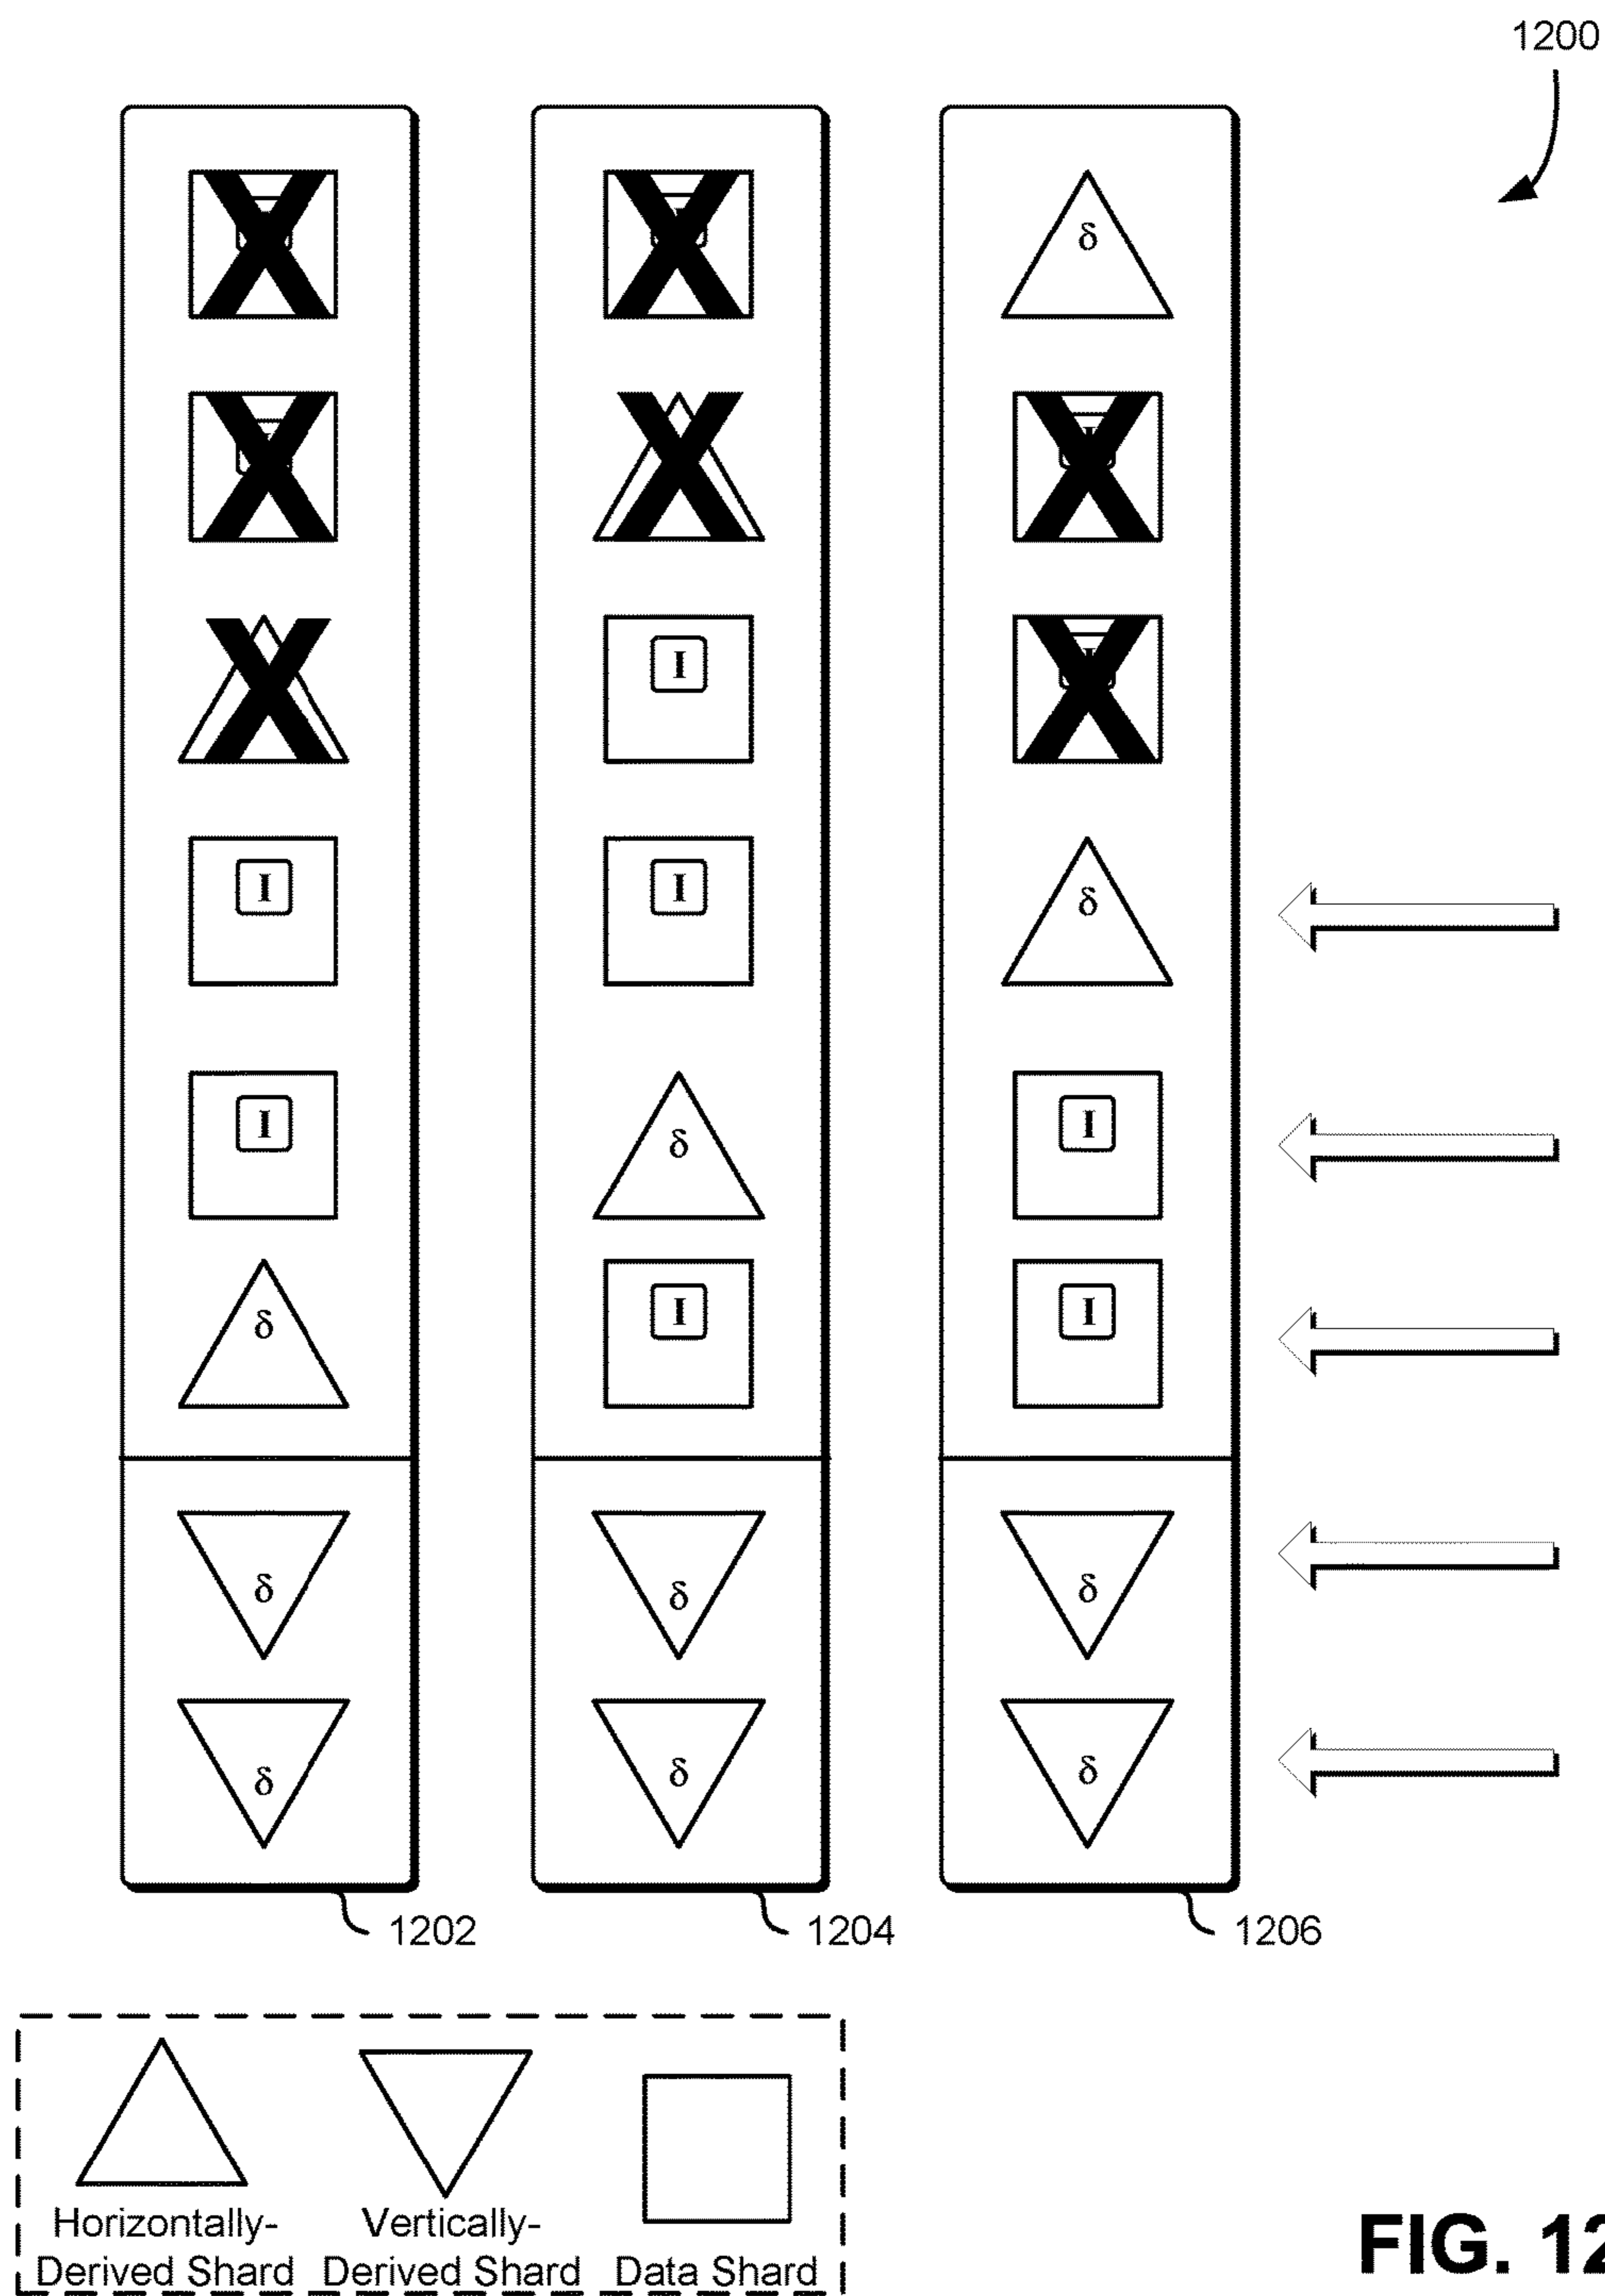 1200
δ
I
I
I
δ
I
δ
I
I
δ
I
δ
I
I
δ
δ
δ
δ
δ
δ
1202
1204
1206
Horizontally-
Derived Shard
Vertically-
Derived Shard
Data Shard
FIG. 12